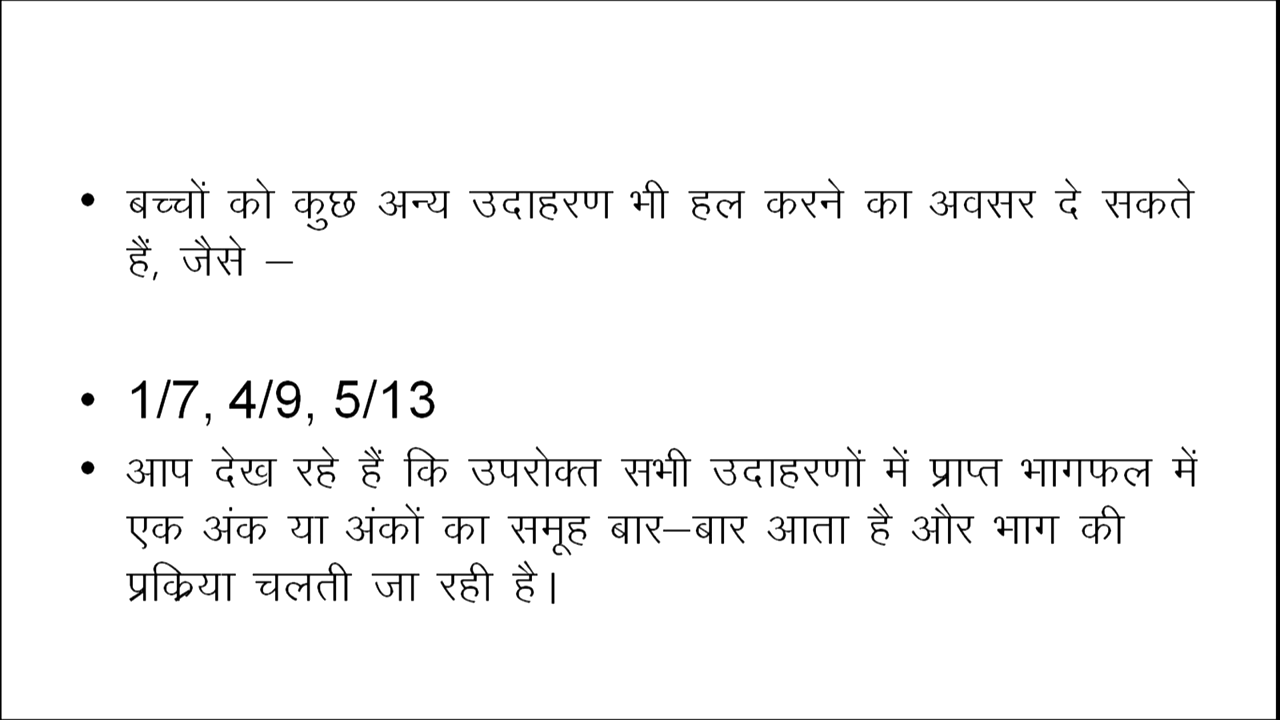 • बच्चों को कुछ अन्य उदाहरण भी हल करने का अवसर दे सकते
हैं, जैसे –
• 1/7, 4/9, 5/13
• आप देख रहे हैं कि उपरोक्त सभी उदाहरणों में प्राप्त भागफल में
एक अंक या अंकों का समूह बार–बार आता है और भाग की
प्रक्रिया चलती जा रही है।